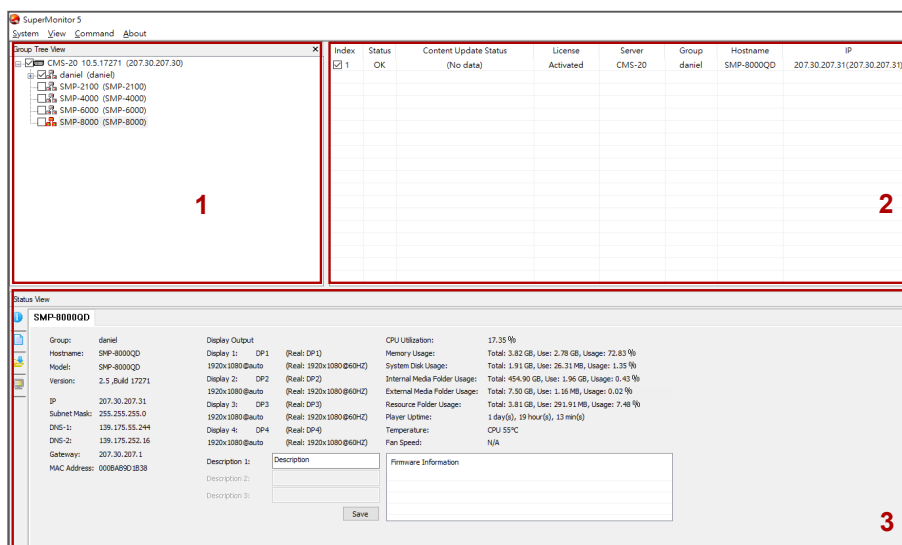 SuperMonitor 5
System View Command About
Group Tree View x
CMS-20 10.5.17271 (207.30.207.30)
daniel (daniel)
SMP-2100 (SMP-2100)
SMP-4000 (SMP-4000)
SMP-6000 (SMP-6000)
SMP-8000 (SMP-8000)
1
Index Status Content Update Status License Server Group Hostname IP
1 OK (No data) Activated CMS-20 daniel SMP-8000QD 207.30.207.31(207.30.207.31)
2
Status View
SMP-8000QD
Group: daniel
Hostname: SMP-8000QD
Model: SMP-8000QD
Version: 2.5 ,Build 17271
IP 207.30.207.31
Subnet Mask: 255.255.255.0
DNS-1: 139.175.55.244
DNS-2: 139.175.252.16
Gateway: 207.30.207.1
MAC Address: 000BAB9D1B38
Display Output
Display 1: DP1 (Real: DP1)
1920x1080@auto (Real: 1920x1080@60HZ)
Display 2: DP2 (Real: DP2)
1920x1080@auto (Real: 1920x1080@60HZ)
Display 3: DP3 (Real: DP3)
1920x1080@auto (Real: 1920x1080@60HZ)
Display 4: DP4 (Real: DP4)
1920x1080@auto (Real: 1920x1080@60HZ)
Description 1: Description
Description 2:
Description 3:
Save
CPU Utilization: 17.35 %
Memory Usage: Total: 3.82 GB, Use: 2.78 GB, Usage: 72.83 %
System Disk Usage: Total: 1.91 GB, Use: 26.31 MB, Usage: 1.35 %
Internal Media Folder Usage: Total: 454.90 GB, Use: 1.96 GB, Usage: 0.43 %
External Media Folder Usage: Total: 7.50 GB, Use: 1.16 MB, Usage: 0.02 %
Resource Folder Usage: Total: 3.81 GB, Use: 291.91 MB, Usage: 7.48 %
Player Uptime: 1 day(s), 19 hour(s), 13 min(s)
Temperature: CPU 55°C
Fan Speed: N/A
Firmware Information
3